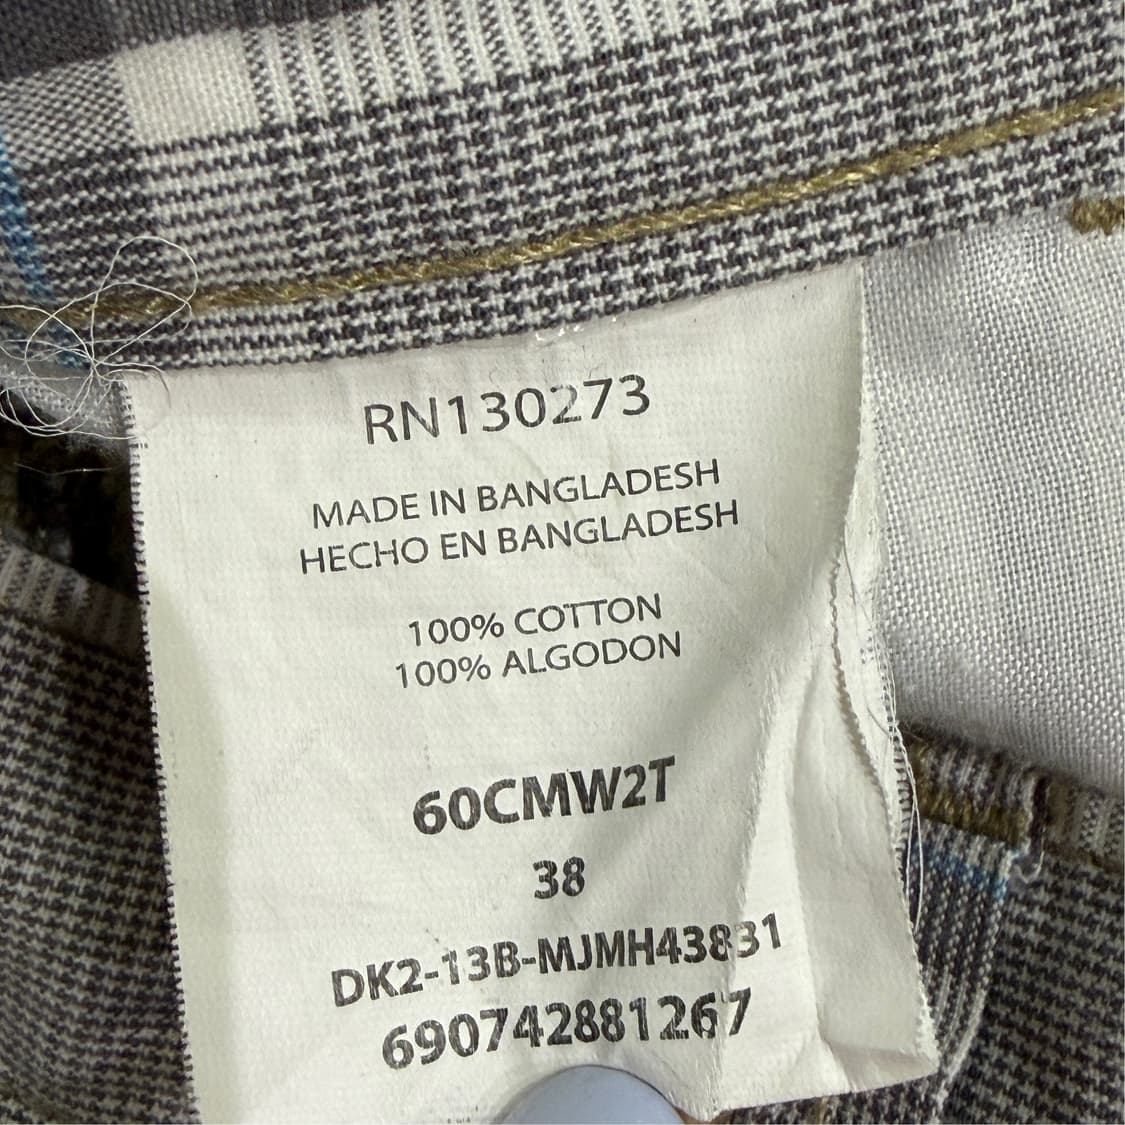 RN130273
MADE IN BANGLADESH
HECHO EN BANGLADESH
100% COTTON
100% ALGODON
60CMW2T
38
DK2-13B-MJMH43831
690742881267